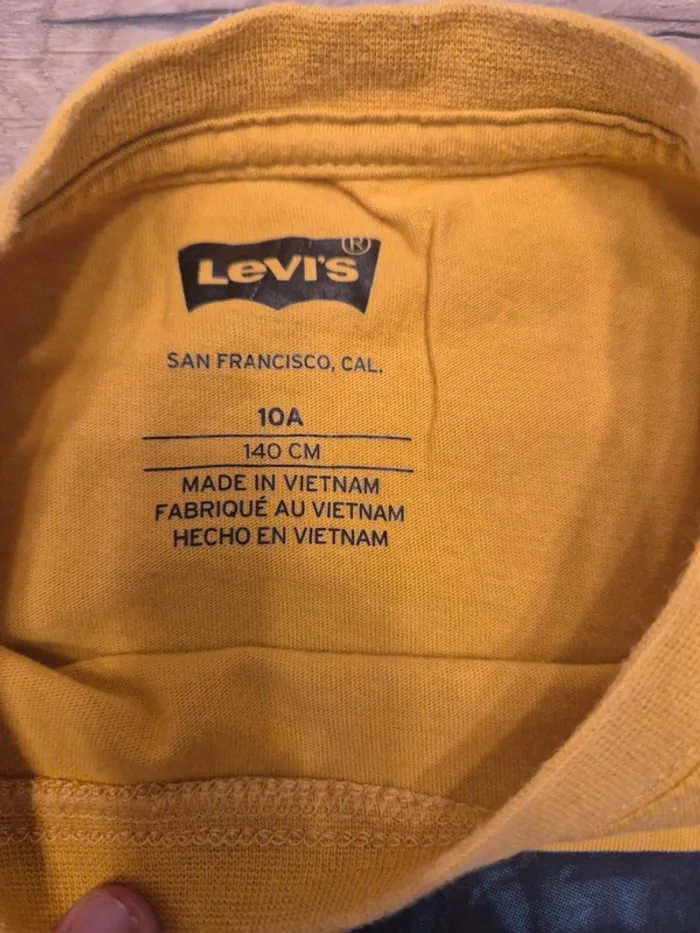 Levi's ®
SAN FRANCISCO, CAL.
10A
140 CM
MADE IN VIETNAM
FABRIQUÉ AU VIETNAM
HECHO EN VIETNAM